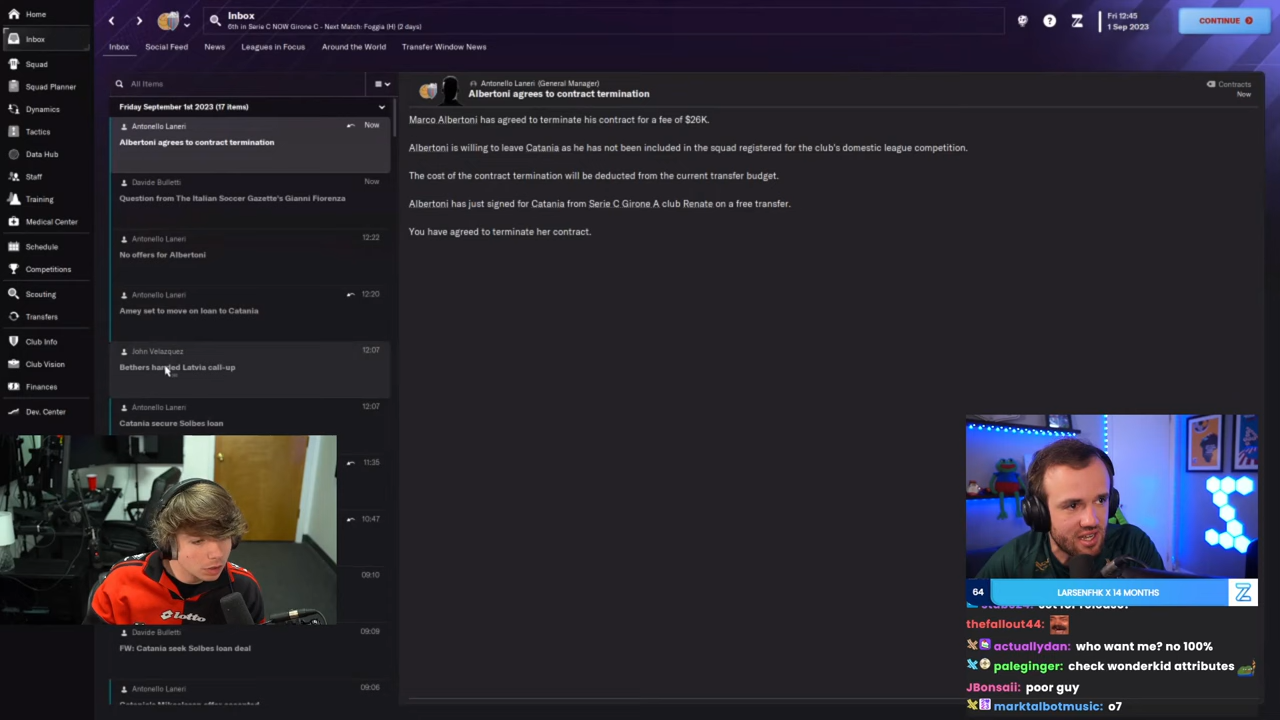 Home
Inbox
Squad
Squad Planner
Dynamics
Tactics
Data Hub
Staff
Training
Medical Center
Schedule
Competitions
Scouting
Transfers
Club Info
Club Vision
Finances
Dev. Center
Inbox
6th in Serie C NOW Girone C - Next Match: Foggia (H) (2 days)
Fri 12:45
1 Sep 2023
CONTINUE
Inbox
Social Feed
News
Leagues in Focus
Around the World
Transfer Window News
All Items
Friday September 1st 2023 (17 items)
Antonello Laneri
Now
Albertoni agrees to contract termination
Davide Bulletti
Now
Question from The Italian Soccer Gazette's Gianni Fiorenza
Antonello Laneri
12:22
No offers for Albertoni
Antonello Laneri
12:20
Amey set to move on loan to Catania
John Velazquez
12:07
Bethers handed Latvia call-up
Antonello Laneri
12:07
Catania secure Solbes loan
11:35
10:47
09:10
Davide Bulletti
09:09
FW: Catania seek Solbes loan deal
Antonello Laneri
09:06
Antonello Laneri (General Manager)
Albertoni agrees to contract termination
Contracts
Now
Marco Albertoni has agreed to terminate his contract for a fee of $26K.
Albertoni is willing to leave Catania as he has not been included in the squad registered for the club's domestic league competition.
The cost of the contract termination will be deducted from the current transfer budget.
Albertoni has just signed for Catania from Serie C Girone A club Renate on a free transfer.
You have agreed to terminate her contract.
lotto
64
LARSENFHK X 14 MONTHS
thefallout44:
actuallydan: who want me? no 100%
paleginger: check wonderkid attributes
JBonsaii: poor guy
marktalbotmusic: o7